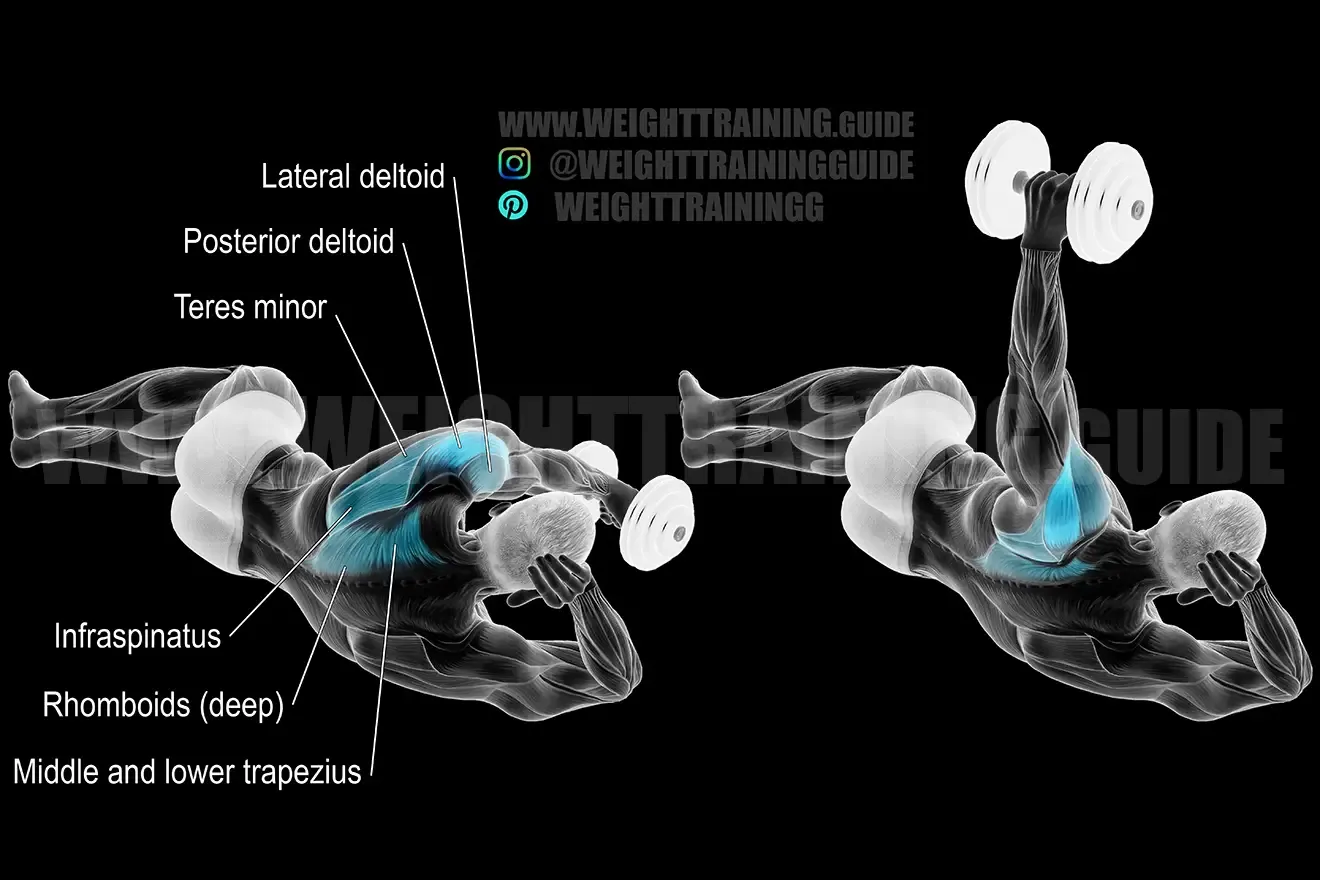 WWW.WEIGHTTRAINING.GUIDE
@WEIGHTTRAININGGUIDE
WEIGHTTRAININGG
Lateral deltoid
Posterior deltoid
Teres minor
WWW.WEIGHTTRAINING.GUIDE
Infraspinatus
Rhomboids (deep)
Middle and lower trapezius